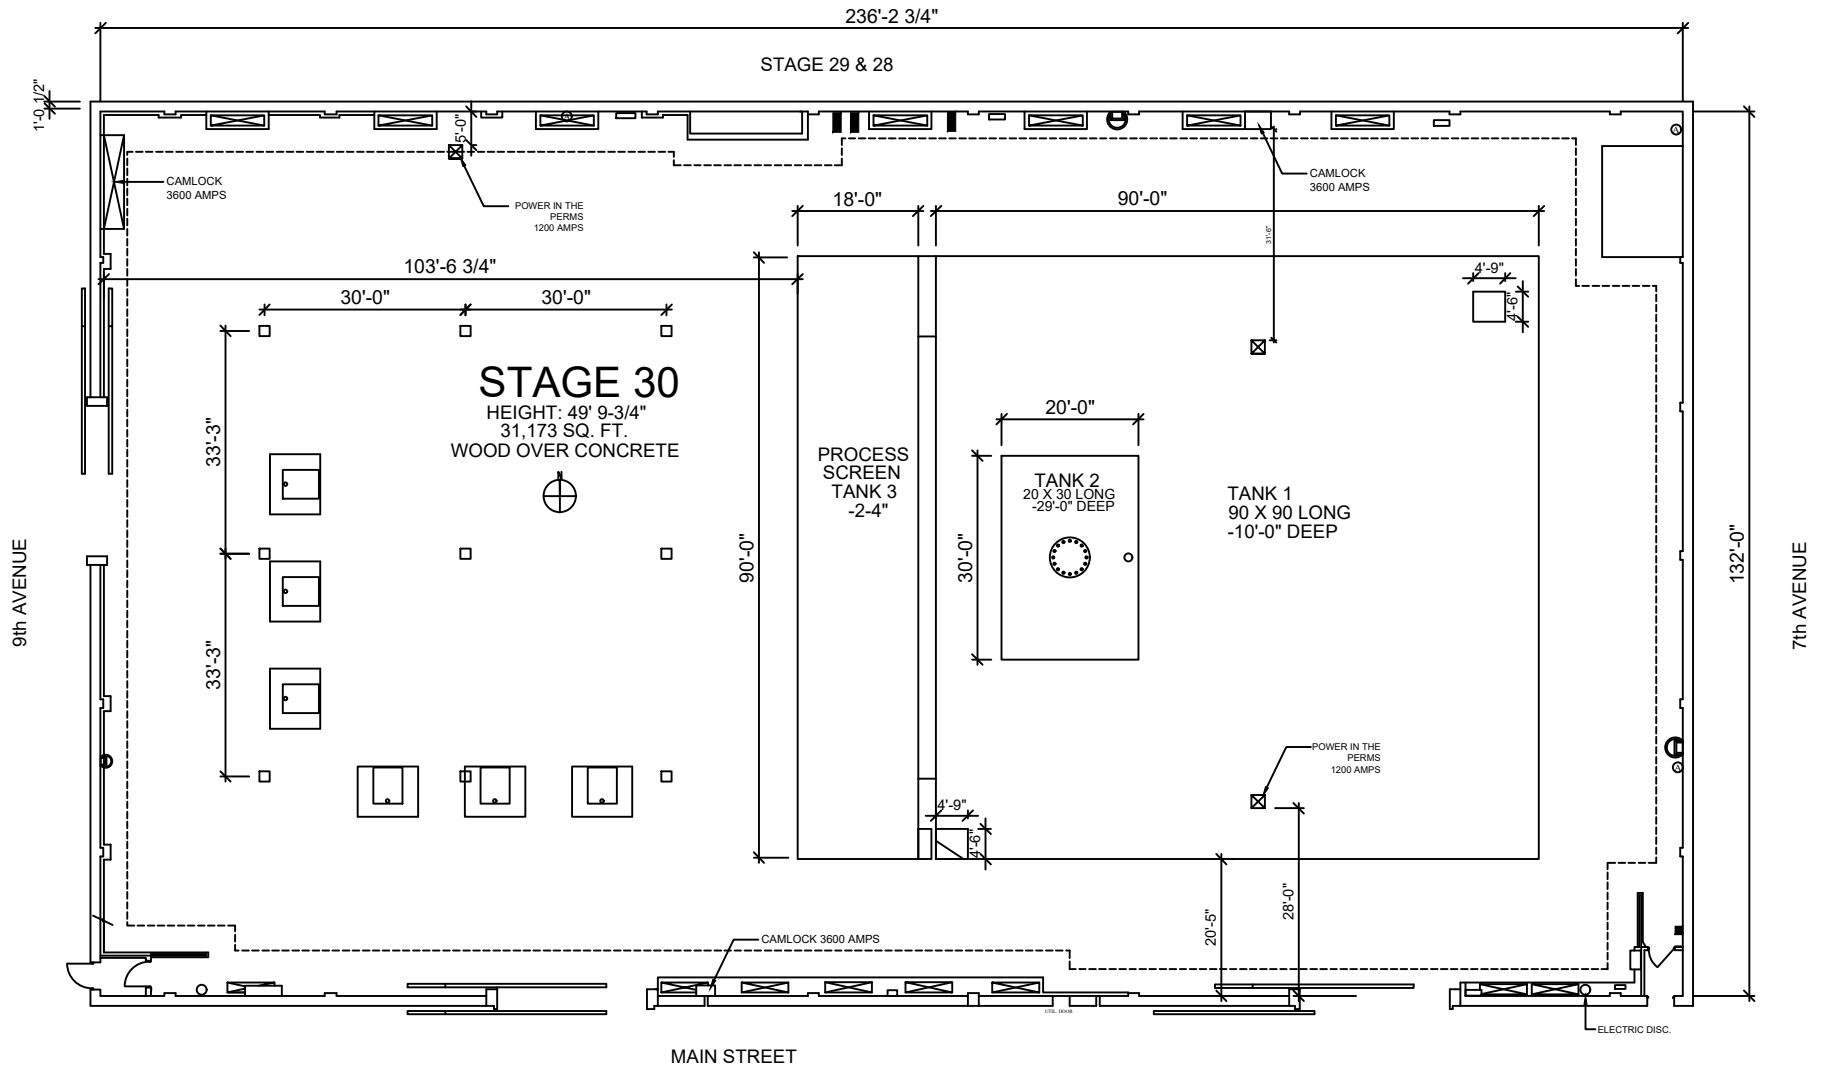 236'-2 3/4"
STAGE 29 & 28
1'-0 1/2"
5'-0"
A
A
CAMLOCK
3600 AMPS
POWER IN THE
PERMS
1200 AMPS
CAMLOCK
3600 AMPS
18'-0"
90'-0"
31'-6"
103'-6 3/4"
4'-9"
4'-6"
30'-0"
30'-0"
STAGE 30
HEIGHT: 49' 9-3/4"
31,173 SQ. FT.
WOOD OVER CONCRETE
N
33'-3"
33'-3"
20'-0"
30'-0"
90'-0"
PROCESS
SCREEN
TANK 3
-2-4"
TANK 2
20 X 30 LONG
-29'-0" DEEP
TANK 1
90 X 90 LONG
-10'-0" DEEP
132'-0"
9th AVENUE
7th AVENUE
POWER IN THE
PERMS
1200 AMPS
A
4'-9"
4'-6"
20'-5"
28'-0"
CAMLOCK 3600 AMPS
UTIL. DOOR
ELECTRIC DISC.
MAIN STREET